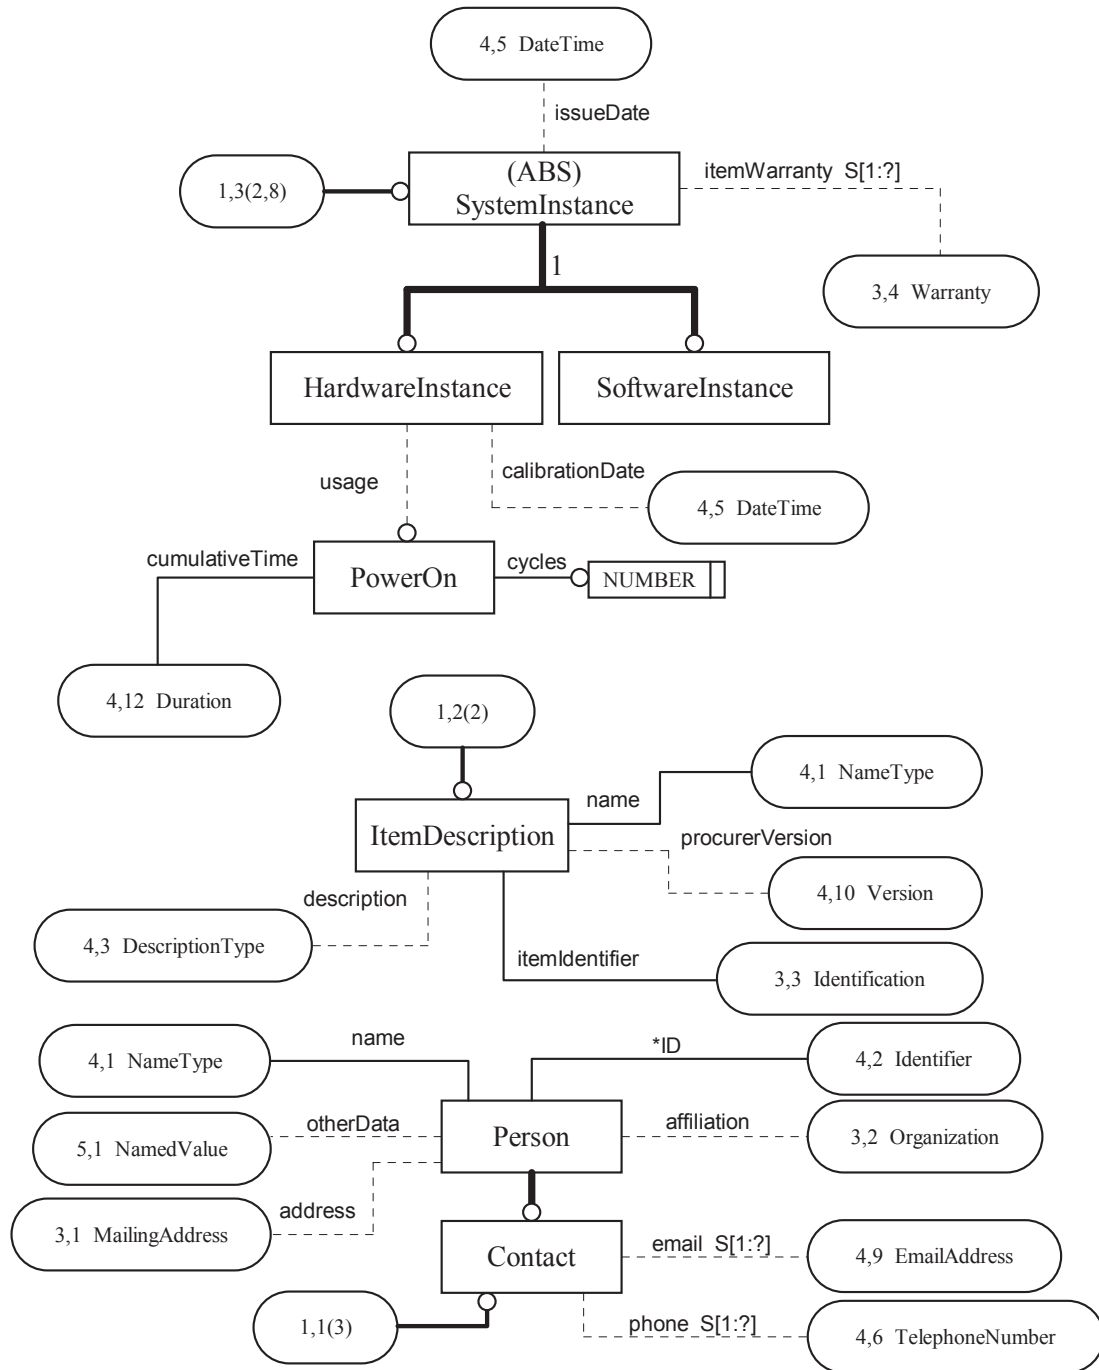 4,5 DateTime
issueDate
1,3(2,8)
(ABS)
SystemInstance
itemWarranty S[1:?]
1
3,4 Warranty
HardwareInstance
SoftwareInstance
usage
calibrationDate
4,5 DateTime
cumulativeTime
PowerOn
cycles
NUMBER
4,12 Duration
1,2(2)
4,1 NameType
name
ItemDescription
procurerVersion
description
4,10 Version
4,3 DescriptionType
itemIdentifier
3,3 Identification
name
*ID
4,1 NameType
4,2 Identifier
otherData
affiliation
5,1 NamedValue
Person
3,2 Organization
address
3,1 MailingAddress
email S[1:?]
Contact
4,9 EmailAddress
1,1(3)
phone S[1:?]
4,6 TelephoneNumber